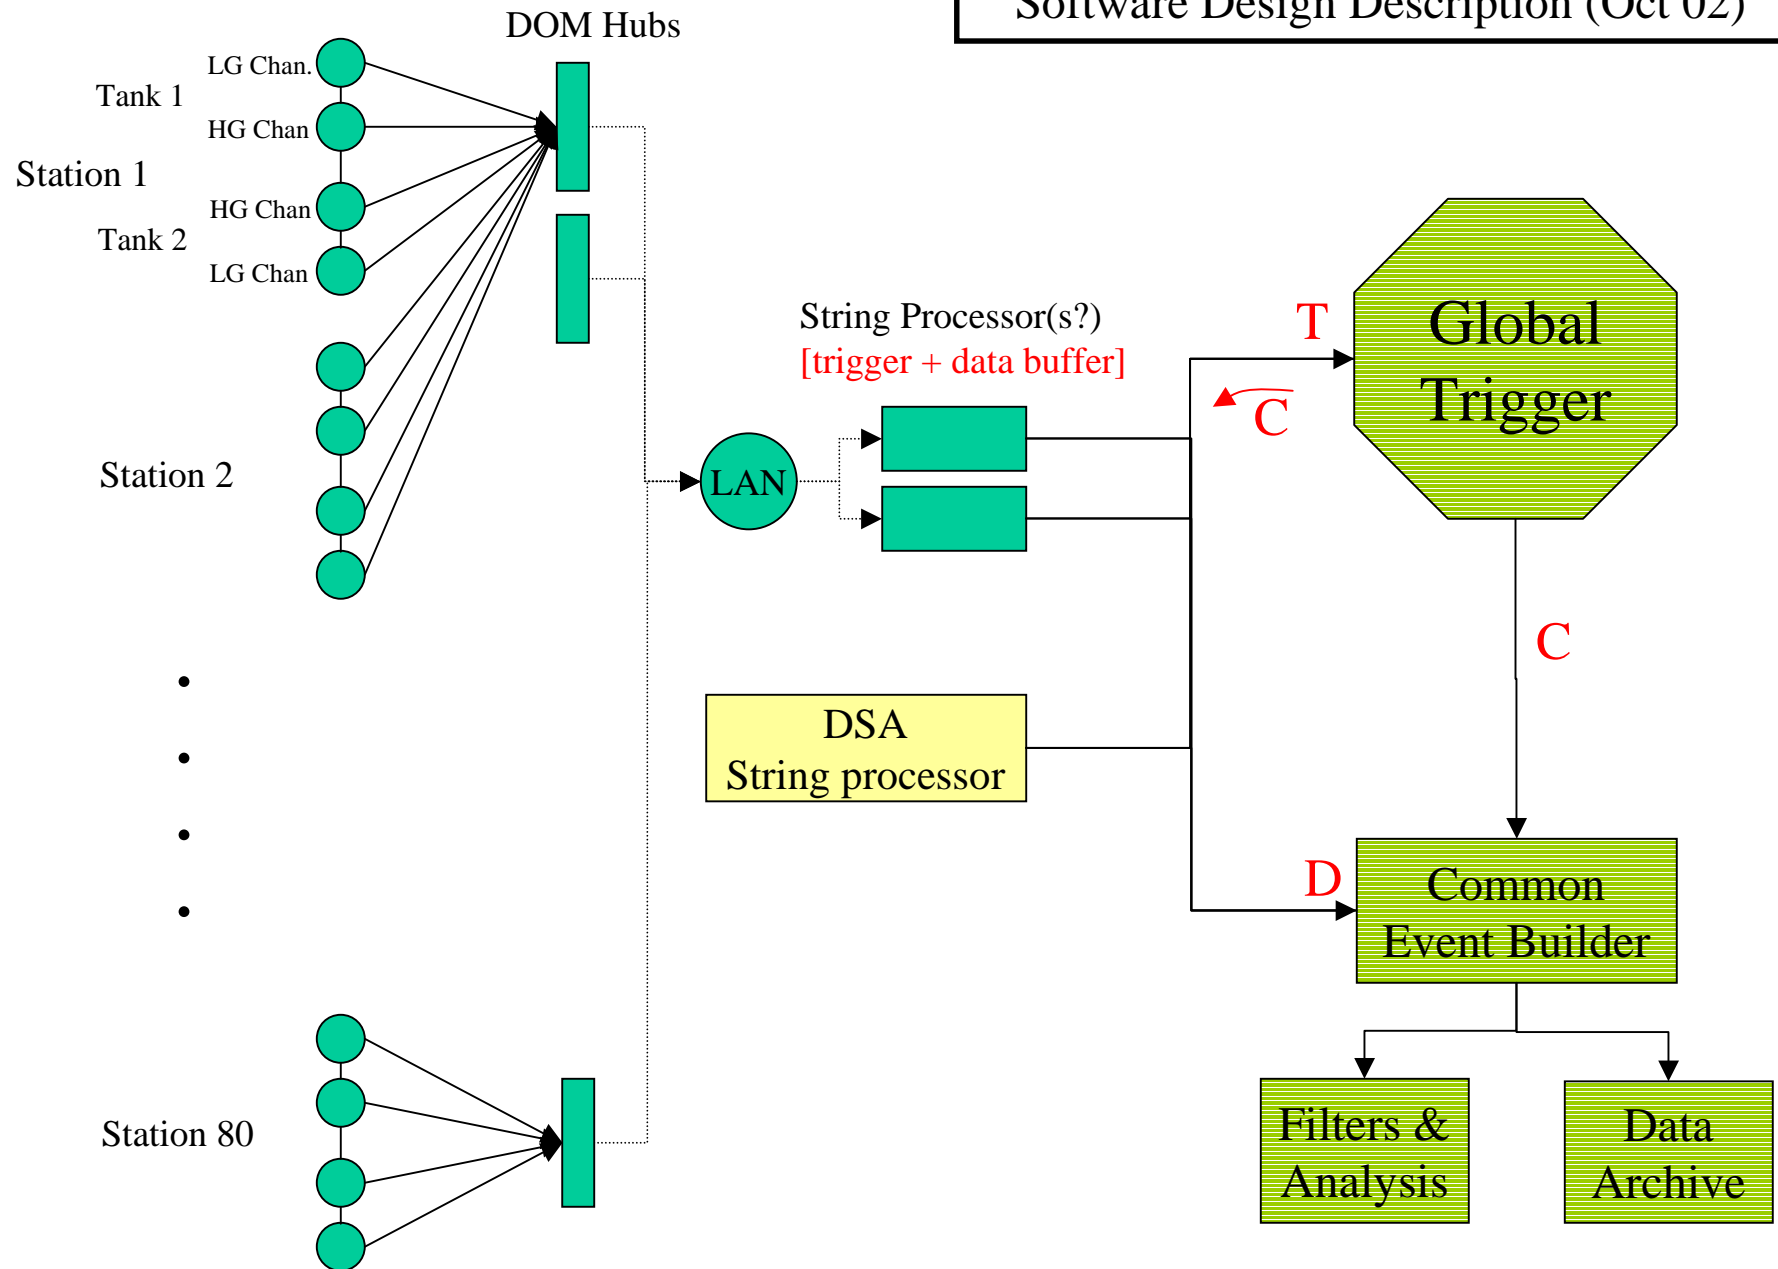 Software Design Description (Oct 02)
DOM Hubs
LG Chan.
Tank 1
HG Chan
Station 1
HG Chan
Tank 2
LG Chan
Station 2
String Processor(s?)
[trigger + data buffer]
LAN
T
C
Global
Trigger
C
DSA
String processor
D
Common
Event Builder
Station 80
Filters &
Analysis
Data
Archive